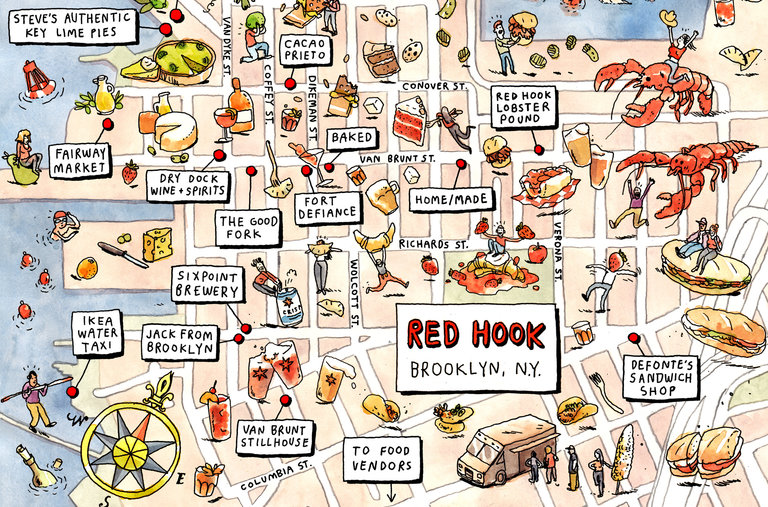 STEVE'S AUTHENTIC
KEY LIME PIES
VAN DYKE ST.
COFFEY ST.
CACAO
PRIETO
DIKEMAN ST.
CONOVER ST.
RED HOOK
LOBSTER
POUND
FAIRWAY
MARKET
DRY DOCK
WINE + SPIRITS
BAKED
VAN BRUNT ST.
THE GOOD
FORK
FORT
DEFIANCE
HOME/MADE
RICHARDS ST.
VERONA ST.
WOLCOTT ST.
SIXPOINT
BREWERY
CRISP
IKEA
WATER
TAXI
JACK FROM
BROOKLYN
RED HOOK
BROOKLYN, N.Y.
DEFONTE'S
SANDWICH
SHOP
VAN BRUNT
STILLHOUSE
TO FOOD
VENDORS
COLUMBIA ST.
W
E
S